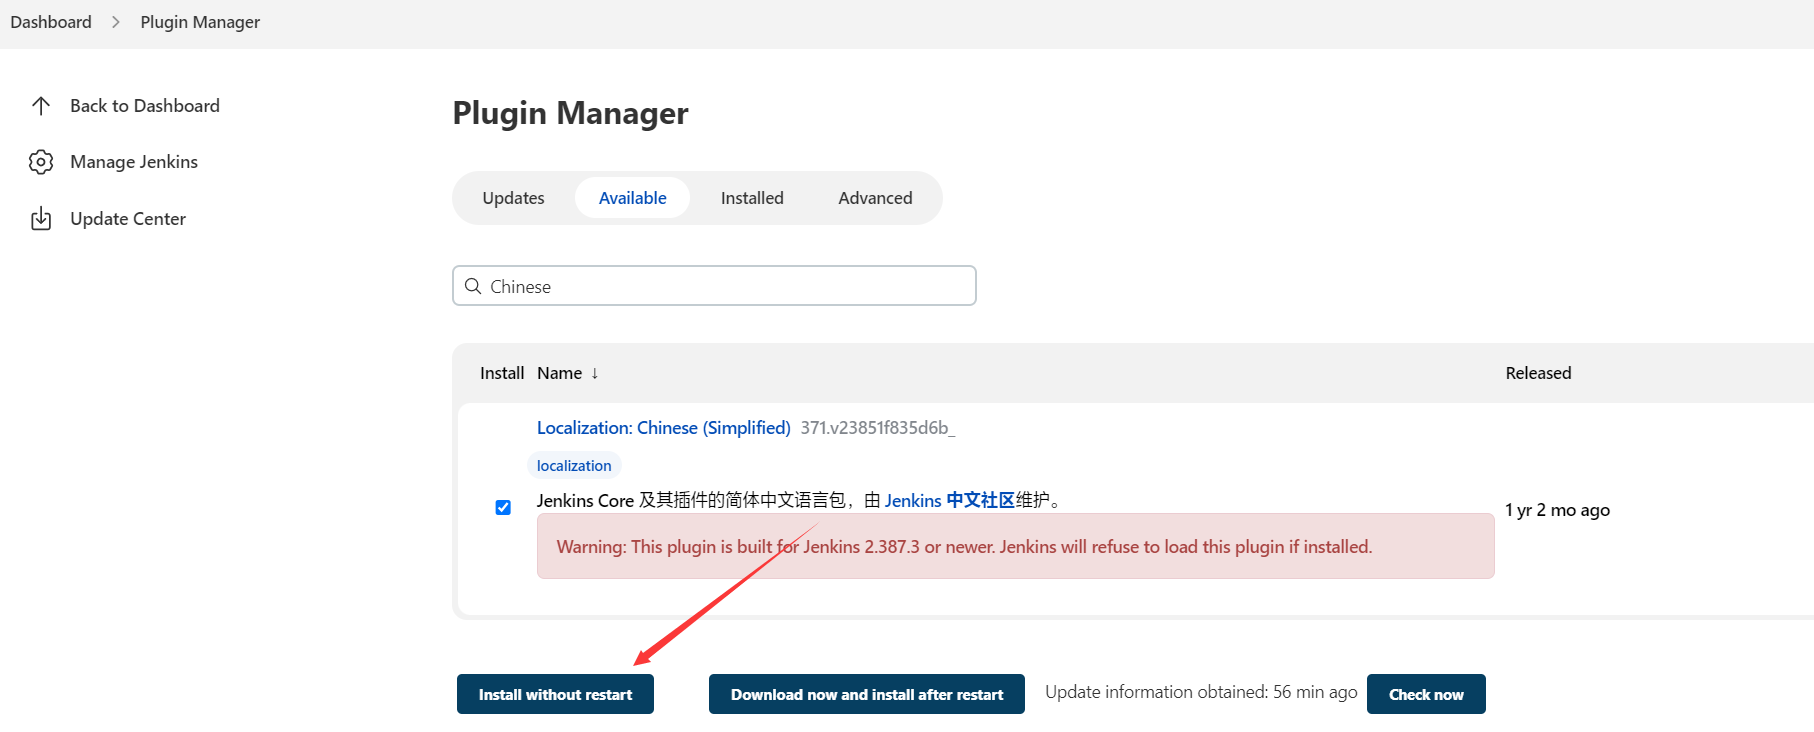 Dashboard > Plugin Manager
Back to Dashboard
Manage Jenkins
Update Center
Plugin Manager
Updates Available Installed Advanced
Chinese
Install Name ↓ Released
Localization: Chinese (Simplified) 371.v23851f835d6b_
localization
Jenkins Core 及其插件的简体中文语言包，由 Jenkins 中文社区维护。
1 yr 2 mo ago
Warning: This plugin is built for Jenkins 2.387.3 or newer. Jenkins will refuse to load this plugin if installed.
Install without restart Download now and install after restart Update information obtained: 56 min ago Check now